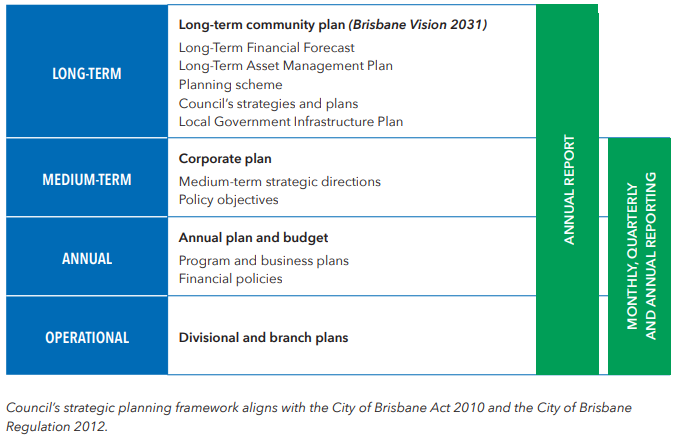 LONG-TERM
Long-term community plan (Brisbane Vision 2031)
Long-Term Financial Forecast
Long-Term Asset Management Plan
Planning scheme
Council's strategies and plans
Local Government Infrastructure Plan
MEDIUM-TERM
Corporate plan
Medium-term strategic directions
Policy objectives
ANNUAL
Annual plan and budget
Program and business plans
Financial policies
OPERATIONAL
Divisional and branch plans
ANNUAL REPORT
MONTHLY, QUARTERLY
AND ANNUAL REPORTING
Council's strategic planning framework aligns with the City of Brisbane Act 2010 and the City of Brisbane
Regulation 2012.